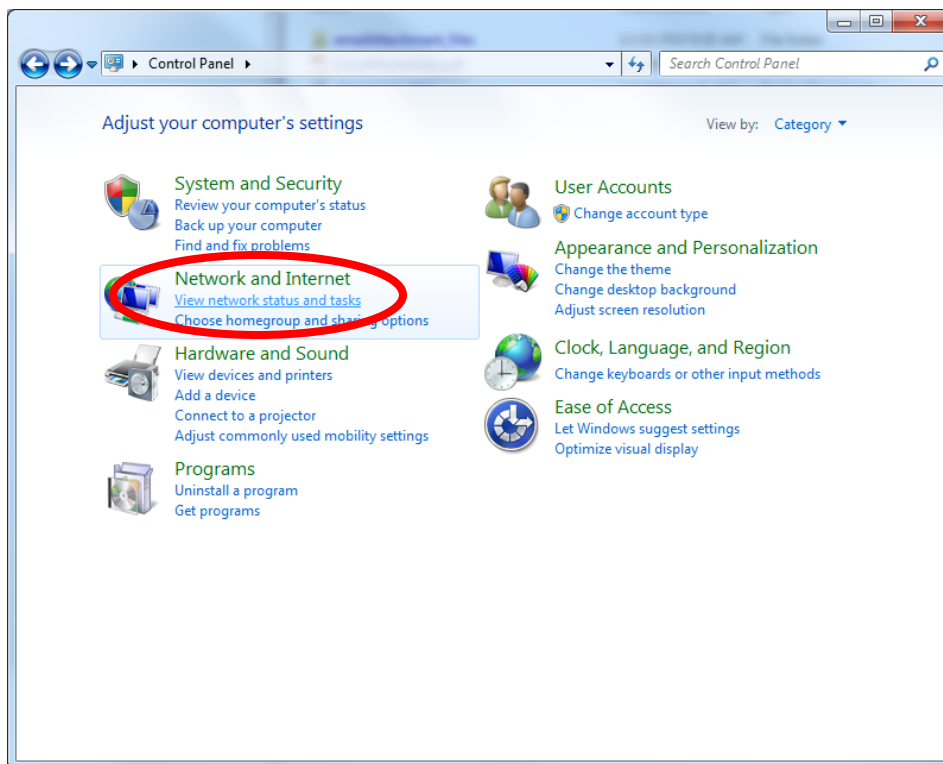 Control Panel
Search Control Panel
Adjust your computer's settings
View by: Category
System and Security
Review your computer's status
Back up your computer
Find and fix problems
Network and Internet
View network status and tasks
Choose homegroup and sharing options
Hardware and Sound
View devices and printers
Add a device
Connect to a projector
Adjust commonly used mobility settings
Programs
Uninstall a program
Get programs
User Accounts
Change account type
Appearance and Personalization
Change the theme
Change desktop background
Adjust screen resolution
Clock, Language, and Region
Change keyboards or other input methods
Ease of Access
Let Windows suggest settings
Optimize visual display